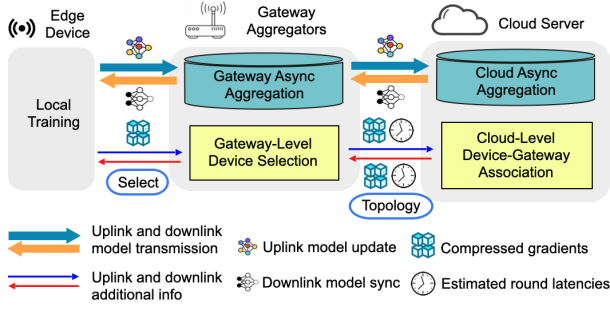 Edge
Device
Gateway
Aggregators
Cloud Server
Local
Training
Gateway Async
Aggregation
Cloud Async
Aggregation
Gateway-Level
Device Selection
Cloud-Level
Device-Gateway
Association
Select
Topology
Uplink and downlink
model transmission
Uplink model update
Compressed gradients
Uplink and downlink
additional info
Downlink model sync
Estimated round latencies